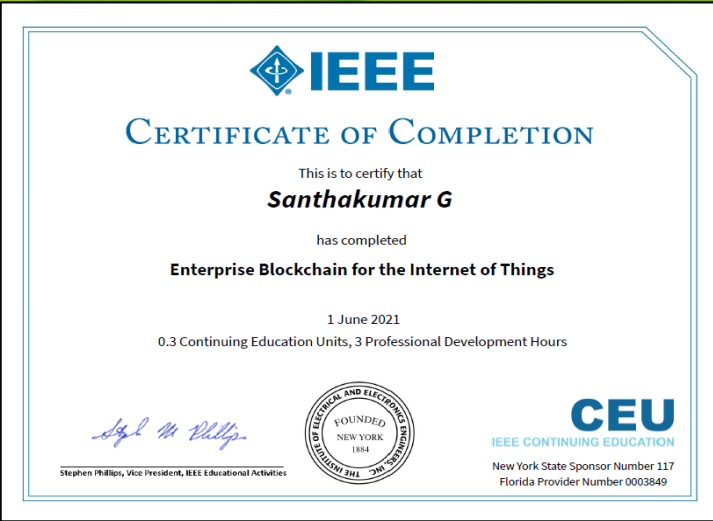 IEEE
CERTIFICATE OF COMPLETION
This is to certify that
Santhakumar G
has completed
Enterprise Blockchain for the Internet of Things
1 June 2021
0.3 Continuing Education Units, 3 Professional Development Hours
Steph M Phillips
Stephen Phillips, Vice President, IEEE Educational Activities
THE INSTITUTE OF ELECTRICAL AND ELECTRONICS ENGINEERS, INC.
FOUNDED
NEW YORK
1884
CEU
IEEE CONTINUING EDUCATION
New York State Sponsor Number 117
Florida Provider Number 0003849